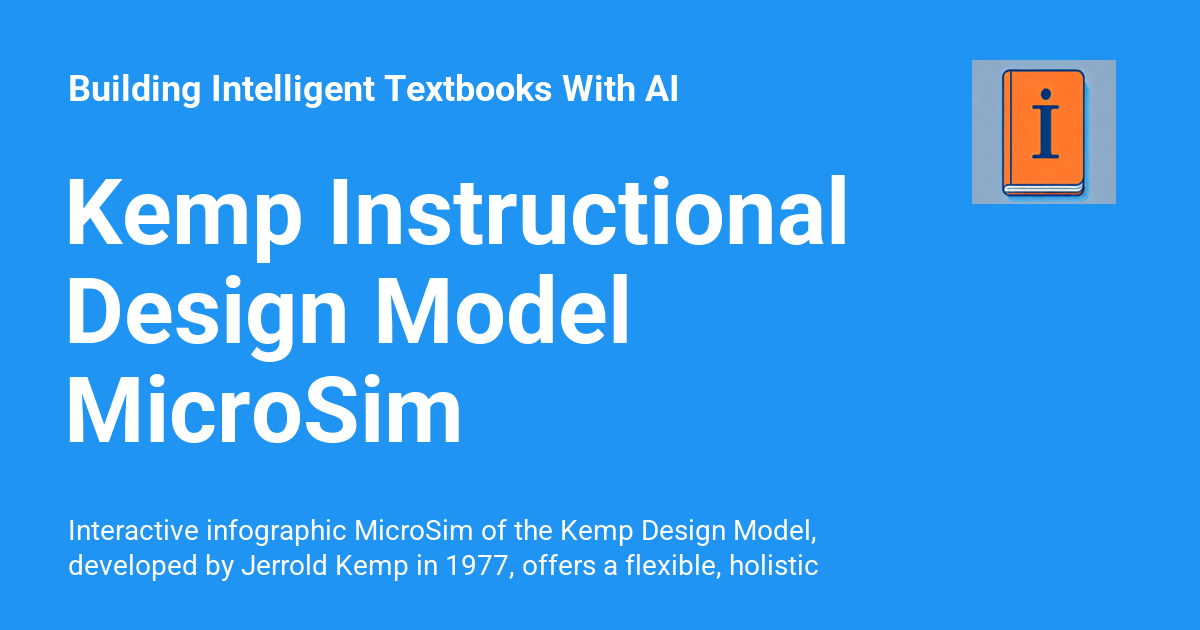 Building Intelligent Textbooks With AI
i
Kemp Instructional
Design Model
MicroSim
Interactive infographic MicroSim of the Kemp Design Model,
developed by Jerrold Kemp in 1977, offers a flexible, holistic